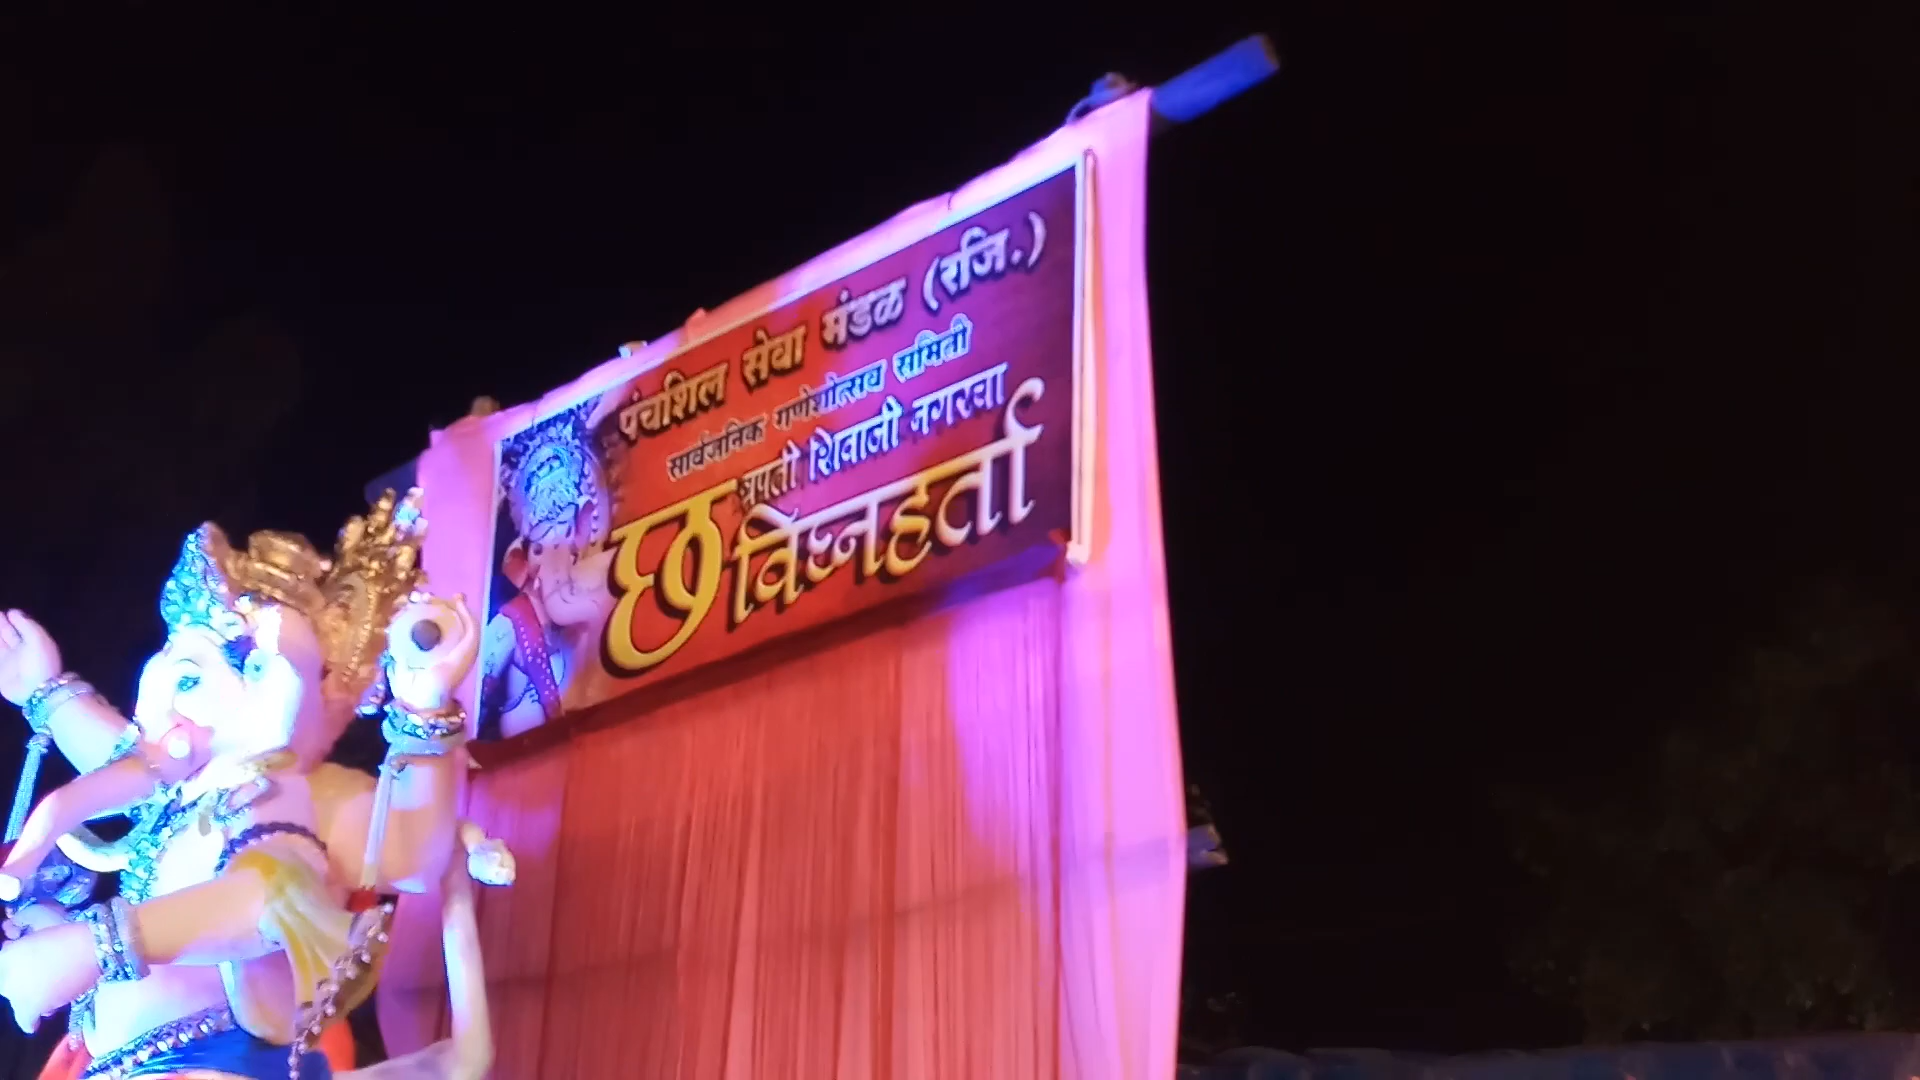 पंचशिल सेवा मंडळ (रजि.)
सार्वजनिक गणेशोत्सव समिती
छत्रपती शिवाजी नगरचा
विघ्नहर्ता